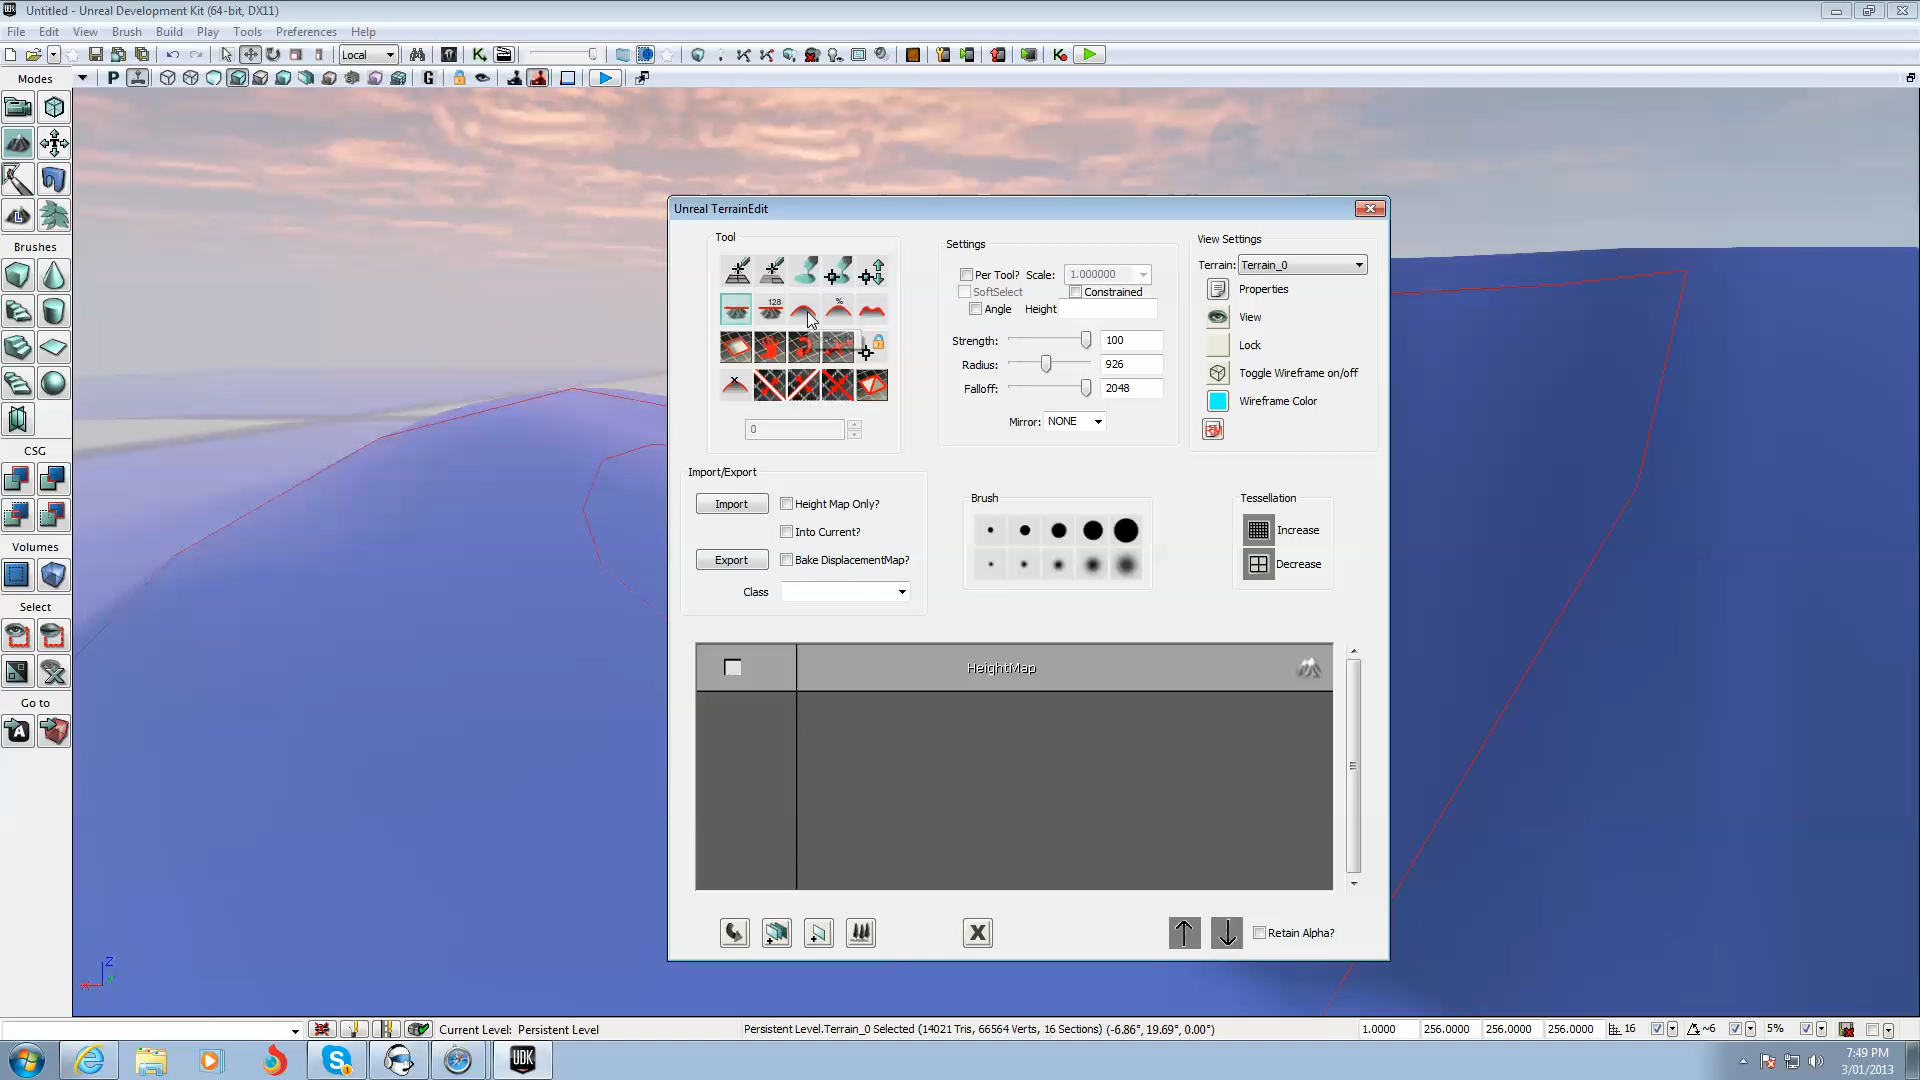 Untitled - Unreal Development Kit (64-bit, DX11)
File Edit View Brush Build Play Tools Preferences Help
Local
Modes
P
G
Brushes
CSG
Volumes
Select
Go to
Unreal TerrainEdit
Tool
128
%
0
Settings
Per Tool? Scale: 1.000000
SoftSelect Constrained
Angle Height
Strength: 100
Radius: 926
Falloff: 2048
Mirror: NONE
View Settings
Terrain: Terrain_0
Properties
View
Lock
Toggle Wireframe on/off
Wireframe Color
Import/Export
Import Height Map Only?
Into Current?
Export Bake DisplacementMap?
Class
Brush
Tessellation
Increase
Decrease
HeightMap
X
Retain Alpha?
Z
Current Level: Persistent Level
Persistent Level.Terrain_0 Selected (14021 Tris, 66564 Verts, 16 Sections) (-6.86°, 19.69°, 0.00°)
1.0000 256.0000 256.0000 256.0000 16 ~6 5%
UDK
7:49 PM
3/01/2013